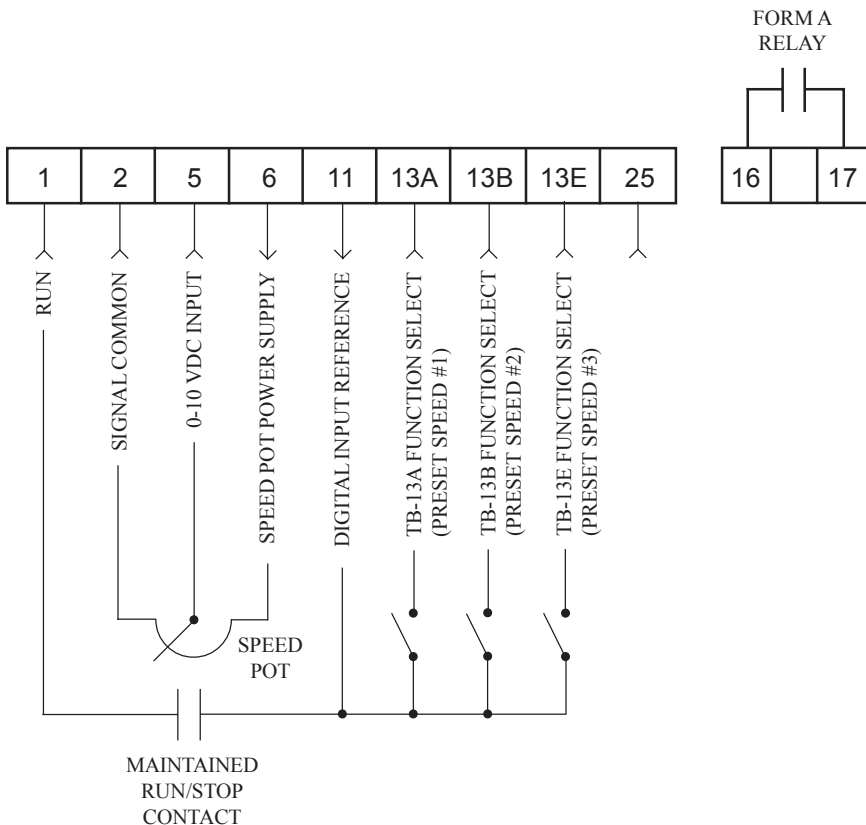 FORM A
RELAY
1 2 5 6 11 13A 13B 13E 25
16 17
RUN
SIGNAL COMMON
0-10 VDC INPUT
SPEED POT POWER SUPPLY
DIGITAL INPUT REFERENCE
TB-13A FUNCTION SELECT
(PRESET SPEED #1)
TB-13B FUNCTION SELECT
(PRESET SPEED #2)
TB-13E FUNCTION SELECT
(PRESET SPEED #3)
SPEED
POT
MAINTAINED
RUN/STOP
CONTACT